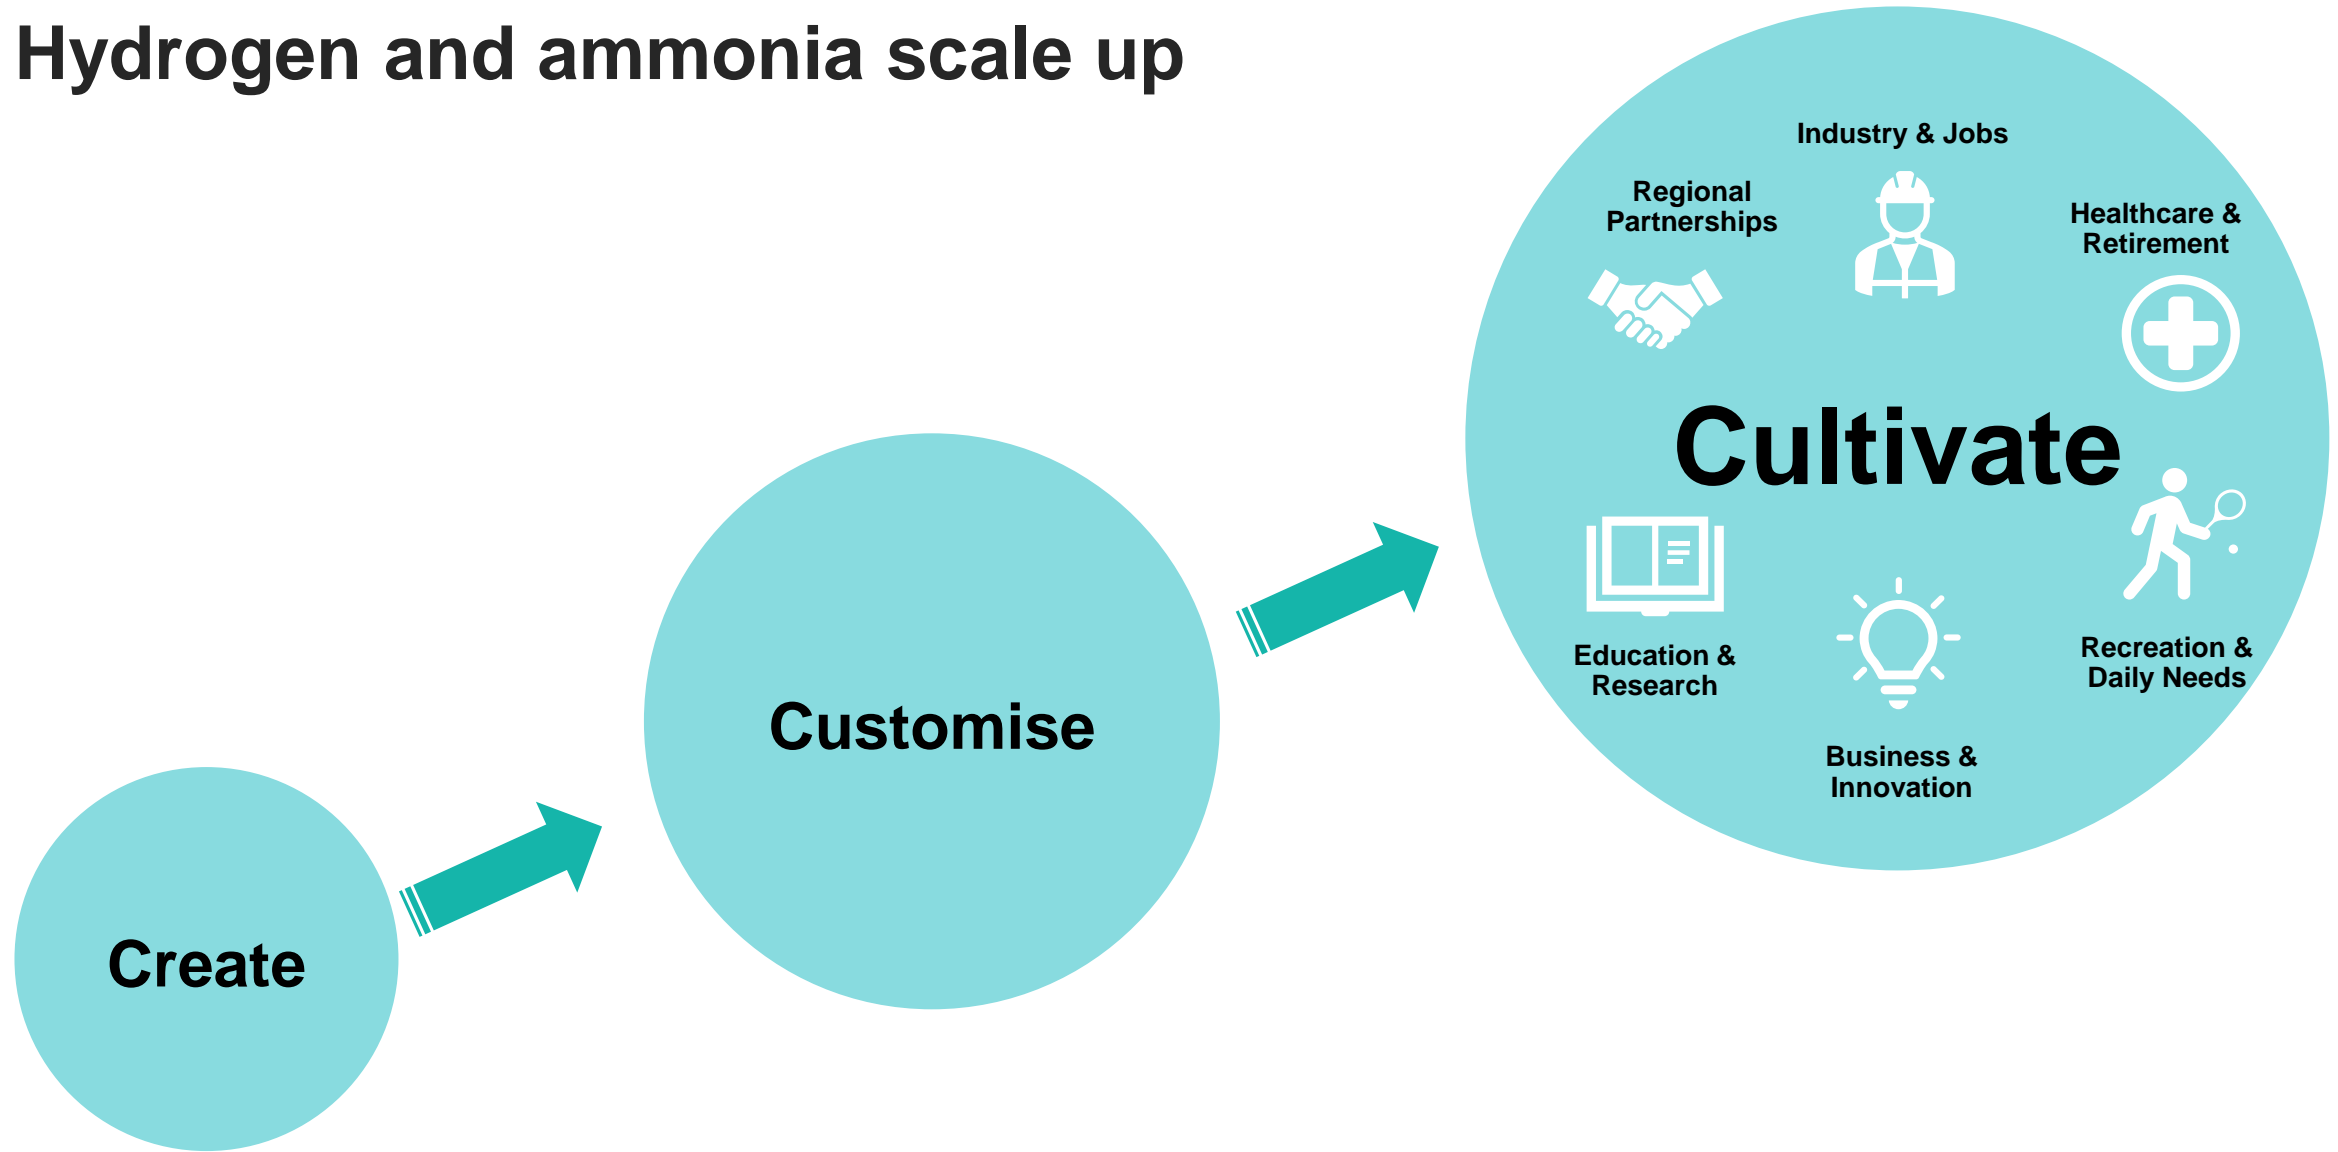 Hydrogen and ammonia scale up
Industry & Jobs
Regional
Partnerships
Healthcare &
Retirement
Cultivate
Education &
Research
Recreation &
Daily Needs
Business &
Innovation
Customise
Create